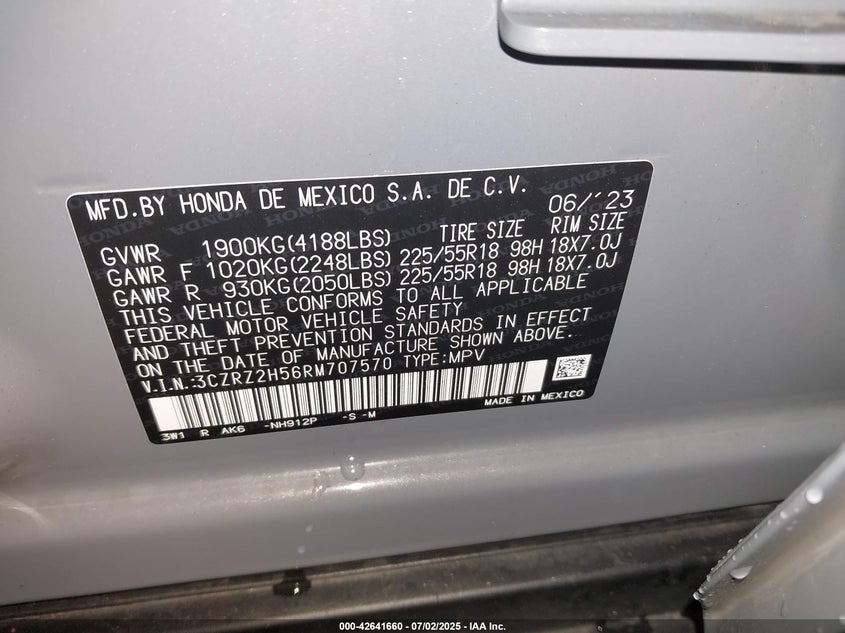 MFD.BY HONDA DE MEXICO S.A. DE C.V. 06/'23
TIRE SIZE RIM SIZE
GVWR 1900KG(4188LBS)
GAWR F 1020KG(2248LBS) 225/55R18 98H 18X7.0J
GAWR R 930KG(2050LBS) 225/55R18 98H 18X7.0J
THIS VEHICLE CONFORMS TO ALL APPLICABLE
FEDERAL MOTOR VEHICLE SAFETY
AND THEFT PREVENTION STANDARDS IN EFFECT
ON THE DATE OF MANUFACTURE SHOWN ABOVE.
V.I.N.:3CZRZ2H56RM707570 TYPE:MPV
MADE IN MEXICO
3W1 R AK6 -NH912P -S -M
000-42641660 - 07/02/2025 - IAA Inc.